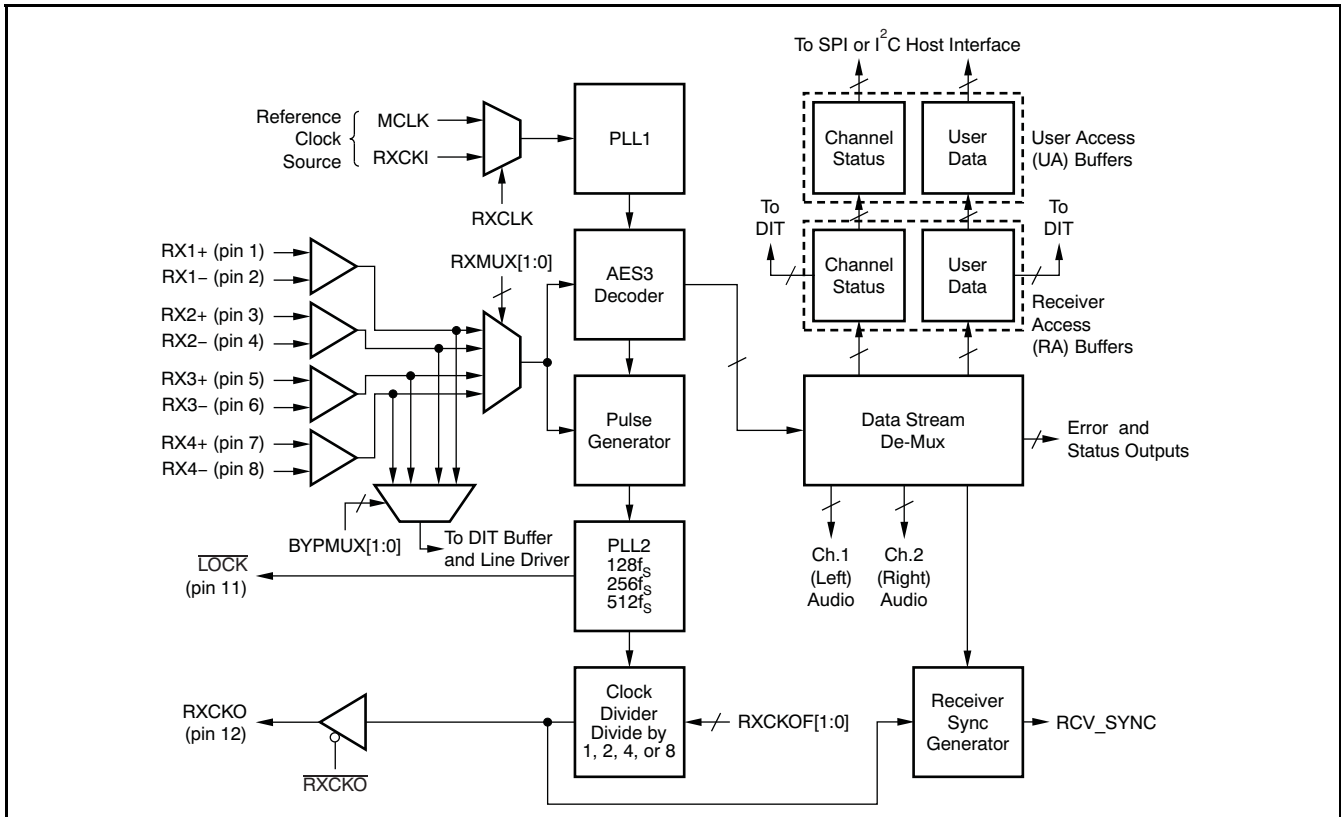 To SPI or I2C Host Interface
Reference
Clock
Source
MCLK
RXCKI
RXCLK
PLL1
Channel
Status
User
Data
User Access
(UA) Buffers
To
DIT
Channel
Status
User
Data
To
DIT
Receiver
Access
(RA) Buffers
RX1+ (pin 1)
RX1− (pin 2)
RX2+ (pin 3)
RX2− (pin 4)
RX3+ (pin 5)
RX3− (pin 6)
RX4+ (pin 7)
RX4− (pin 8)
RXMUX[1:0]
AES3
Decoder
Pulse
Generator
Data Stream
De-Mux
Error and
Status Outputs
BYPMUX[1:0]
To DIT Buffer
and Line Driver
PLL2
128fS
256fS
512fS
Ch.1
(Left)
Audio
Ch.2
(Right)
Audio
LOCK
(pin 11)
RXCKO
(pin 12)
RXCKO
Clock
Divider
Divide by
1, 2, 4, or 8
RXCKOF[1:0]
Receiver
Sync
Generator
RCV_SYNC